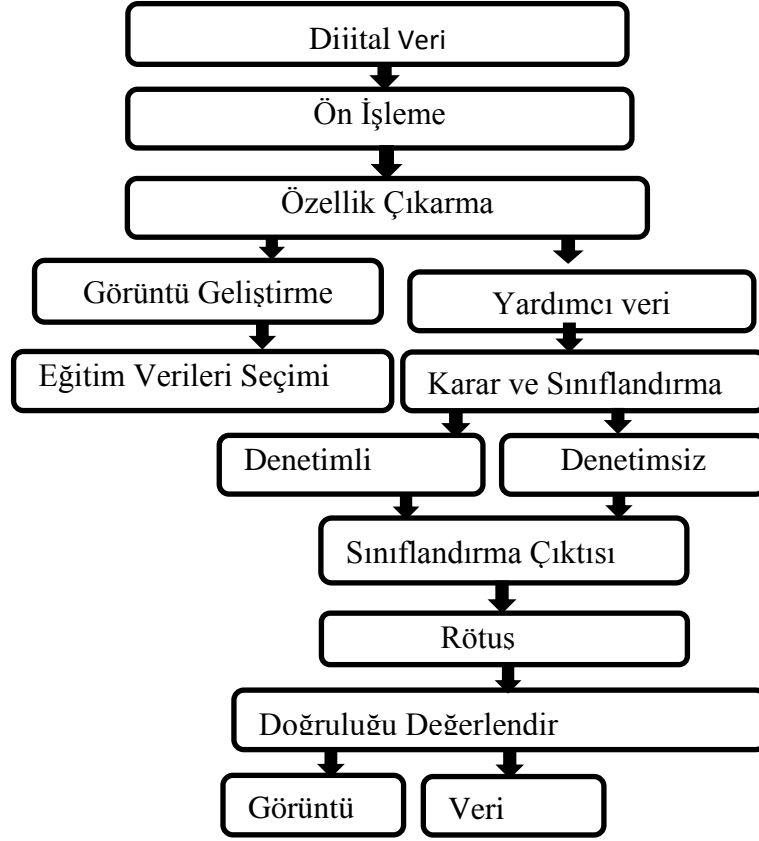 Dijital Veri
Ön İşleme
Özellik Çıkarma
Görüntü Geliştirme
Yardımcı veri
Eğitim Verileri Seçimi
Karar ve Sınıflandırma
Denetimli
Denetimsiz
Sınıflandırma Çıktısı
Rötuş
Doğruluğu Değerlendir
Görüntü
Veri